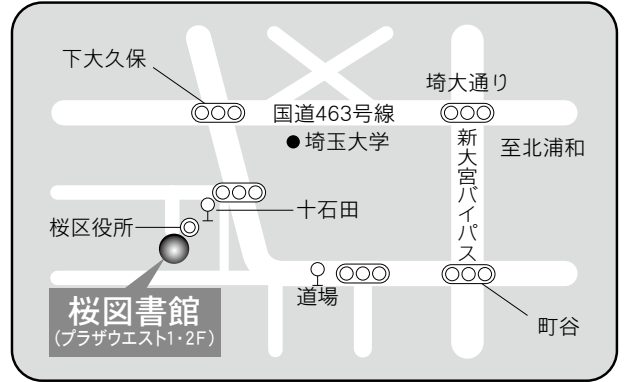 下大久保
埼大通り
国道463号線
埼玉大学
新大宮バイパス
至北浦和
十石田
桜区役所
道場
桜図書館
(プラザウエスト1・2F)
町谷